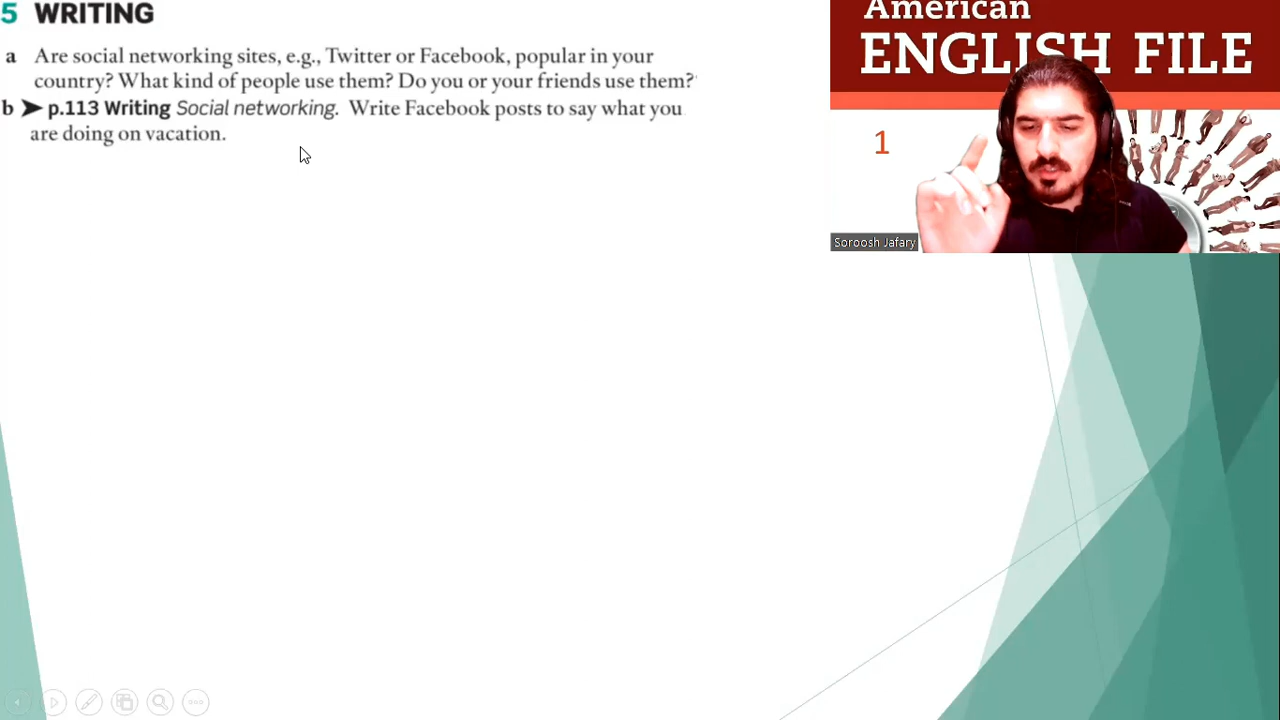 5 WRITING
a Are social networking sites, e.g., Twitter or Facebook, popular in your
country? What kind of people use them? Do you or your friends use them?
b ➤ p.113 Writing Social networking. Write Facebook posts to say what you
are doing on vacation.
American
ENGLISH FILE
1
Soroosh Jafary